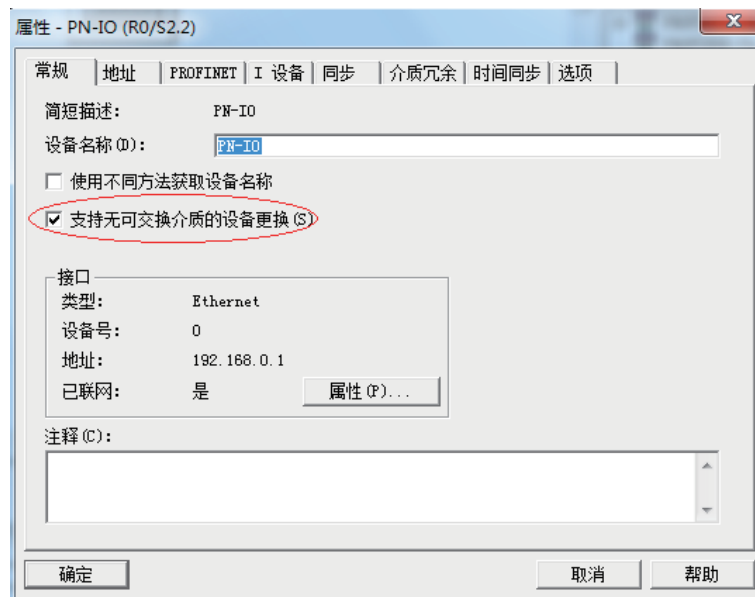 属性 - PN-IO (R0/S2.2)
常规 地址 PROFINET I 设备 同步 介质冗余 时间同步 选项
简短描述: PN-IO
设备名称(D): PN-IO
使用不同方法获取设备名称
支持无可交换介质的设备更换(S)
接口
类型: Ethernet
设备号: 0
地址: 192.168.0.1
已联网: 是 属性(P)...
注释(C):
确定 取消 帮助